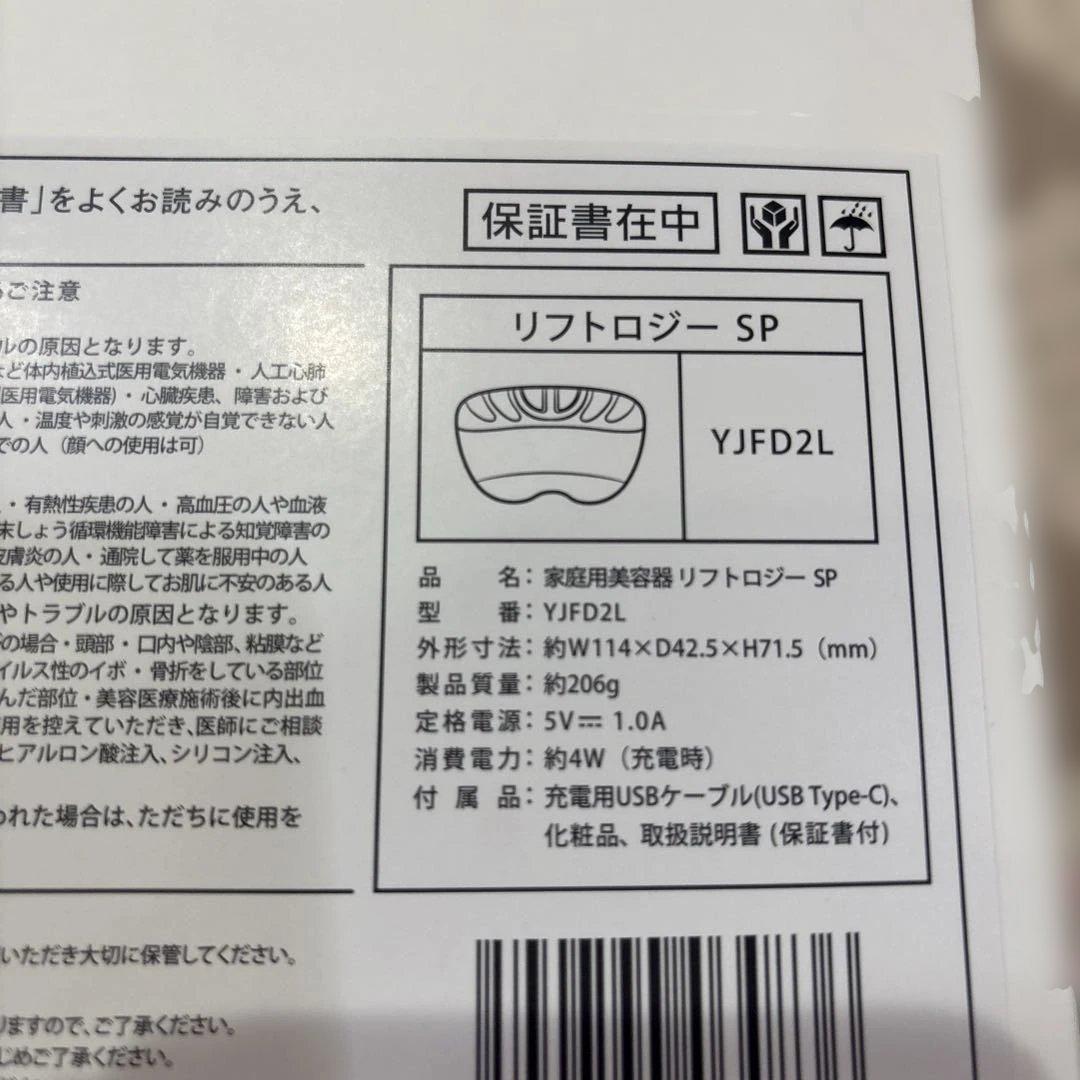 書」をよくお読みのうえ、
保証書在中
ご注意
ルの原因となります。
など体内植込式医用電気機器・人工心肺
医用電気機器)・心臓疾患、障害および
人・温度や刺激の感覚が自覚できない人
での人（顔への使用は可）
・有熱性疾患の人・高血圧の人や血液
末しょう循環機能障害による知覚障害の
皮膚炎の人・通院して薬を服用中の人
る人や使用に際してお肌に不安のある人
やトラブルの原因となります。
の場合・頭部・口内や陰部、粘膜など
イルス性のイボ・骨折をしている部位
んだ部位・美容医療施術後に内出血
用を控えていただき、医師にご相談
ヒアルロン酸注入、シリコン注入、
われた場合は、ただちに使用を
リフトロジー SP
YJFD2L
品名：家庭用美容器 リフトロジー SP
型番：YJFD2L
外形寸法：約W114×D42.5×H71.5（mm）
製品質量：約206g
定格電源：5V⎓ 1.0A
消費電力：約4W（充電時）
付属品：充電用USBケーブル(USB Type-C)、
化粧品、取扱説明書 (保証書付)
いただき大切に保管してください。
りますので、ご了承ください。
じめご了承ください。